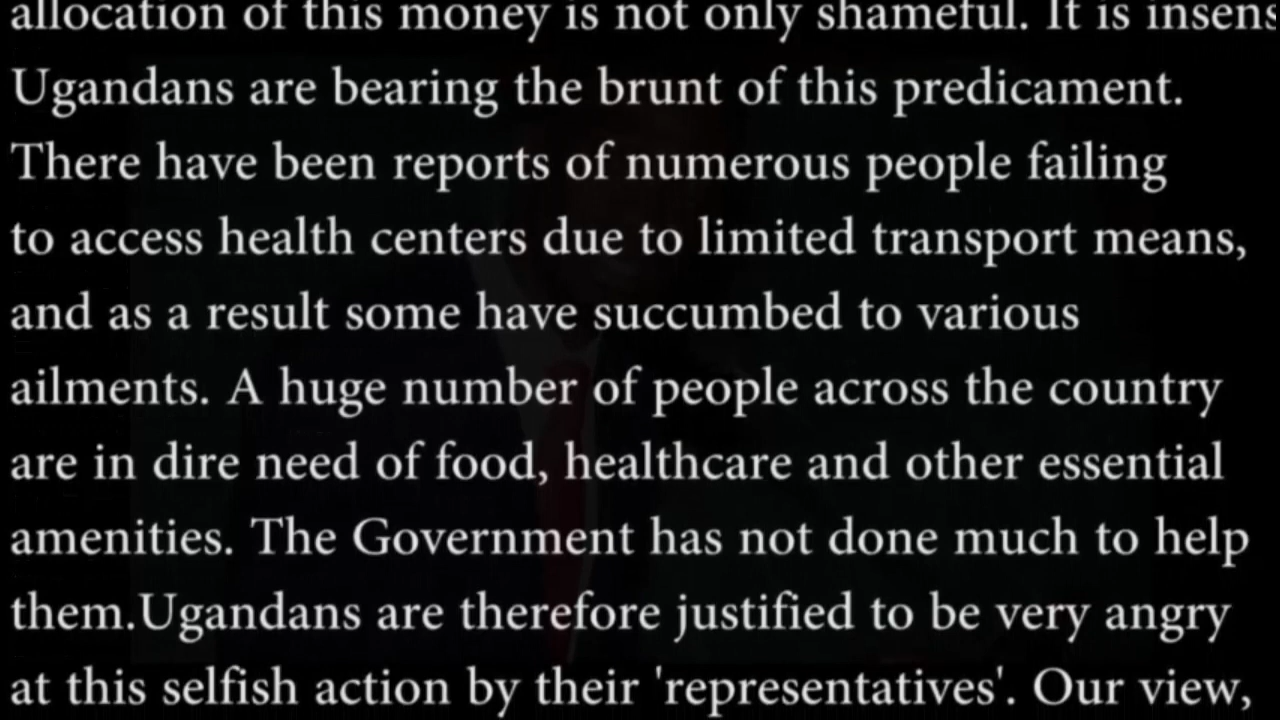 allocation of this money is not only shameful. It is insens
Ugandans are bearing the brunt of this predicament.
There have been reports of numerous people failing
to access health centers due to limited transport means,
and as a result some have succumbed to various
ailments. A huge number of people across the country
are in dire need of food, healthcare and other essential
amenities. The Government has not done much to help
them.Ugandans are therefore justified to be very angry
at this selfish action by their 'representatives'. Our view,